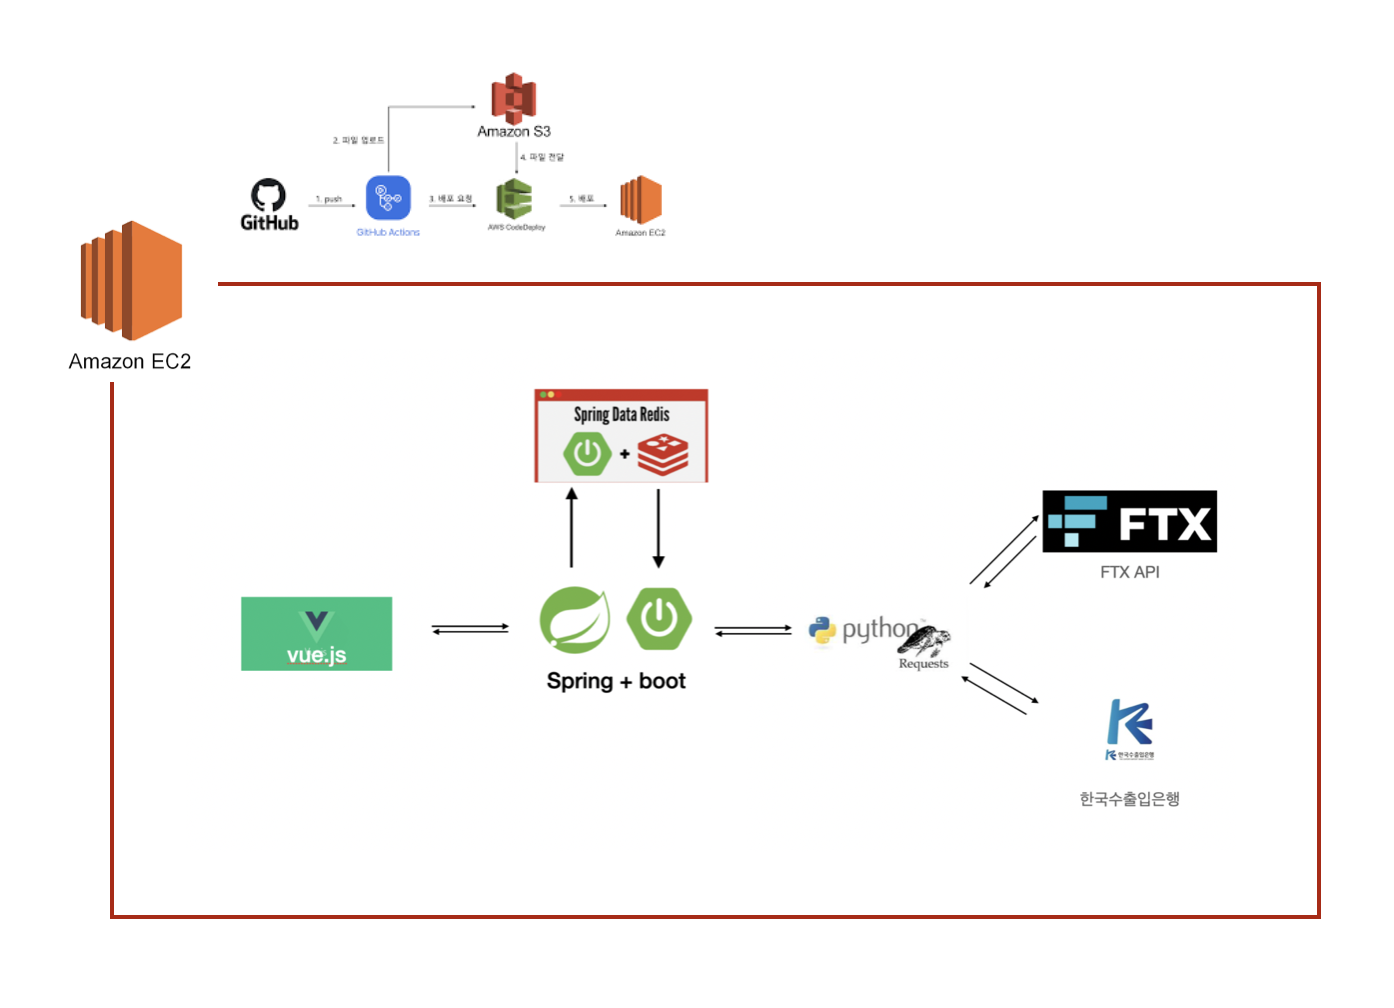 Amazon S3
2. 파일 업로드
4. 파일 전달
1. push
3. 배포 요청
5. 배포
GitHub
GitHub Actions
AWS CodeDeploy
Amazon EC2
Amazon EC2
Spring Data Redis
+
FTX
FTX API
vue.js
Spring + boot
python
Requests
한국수출입은행
한국수출입은행